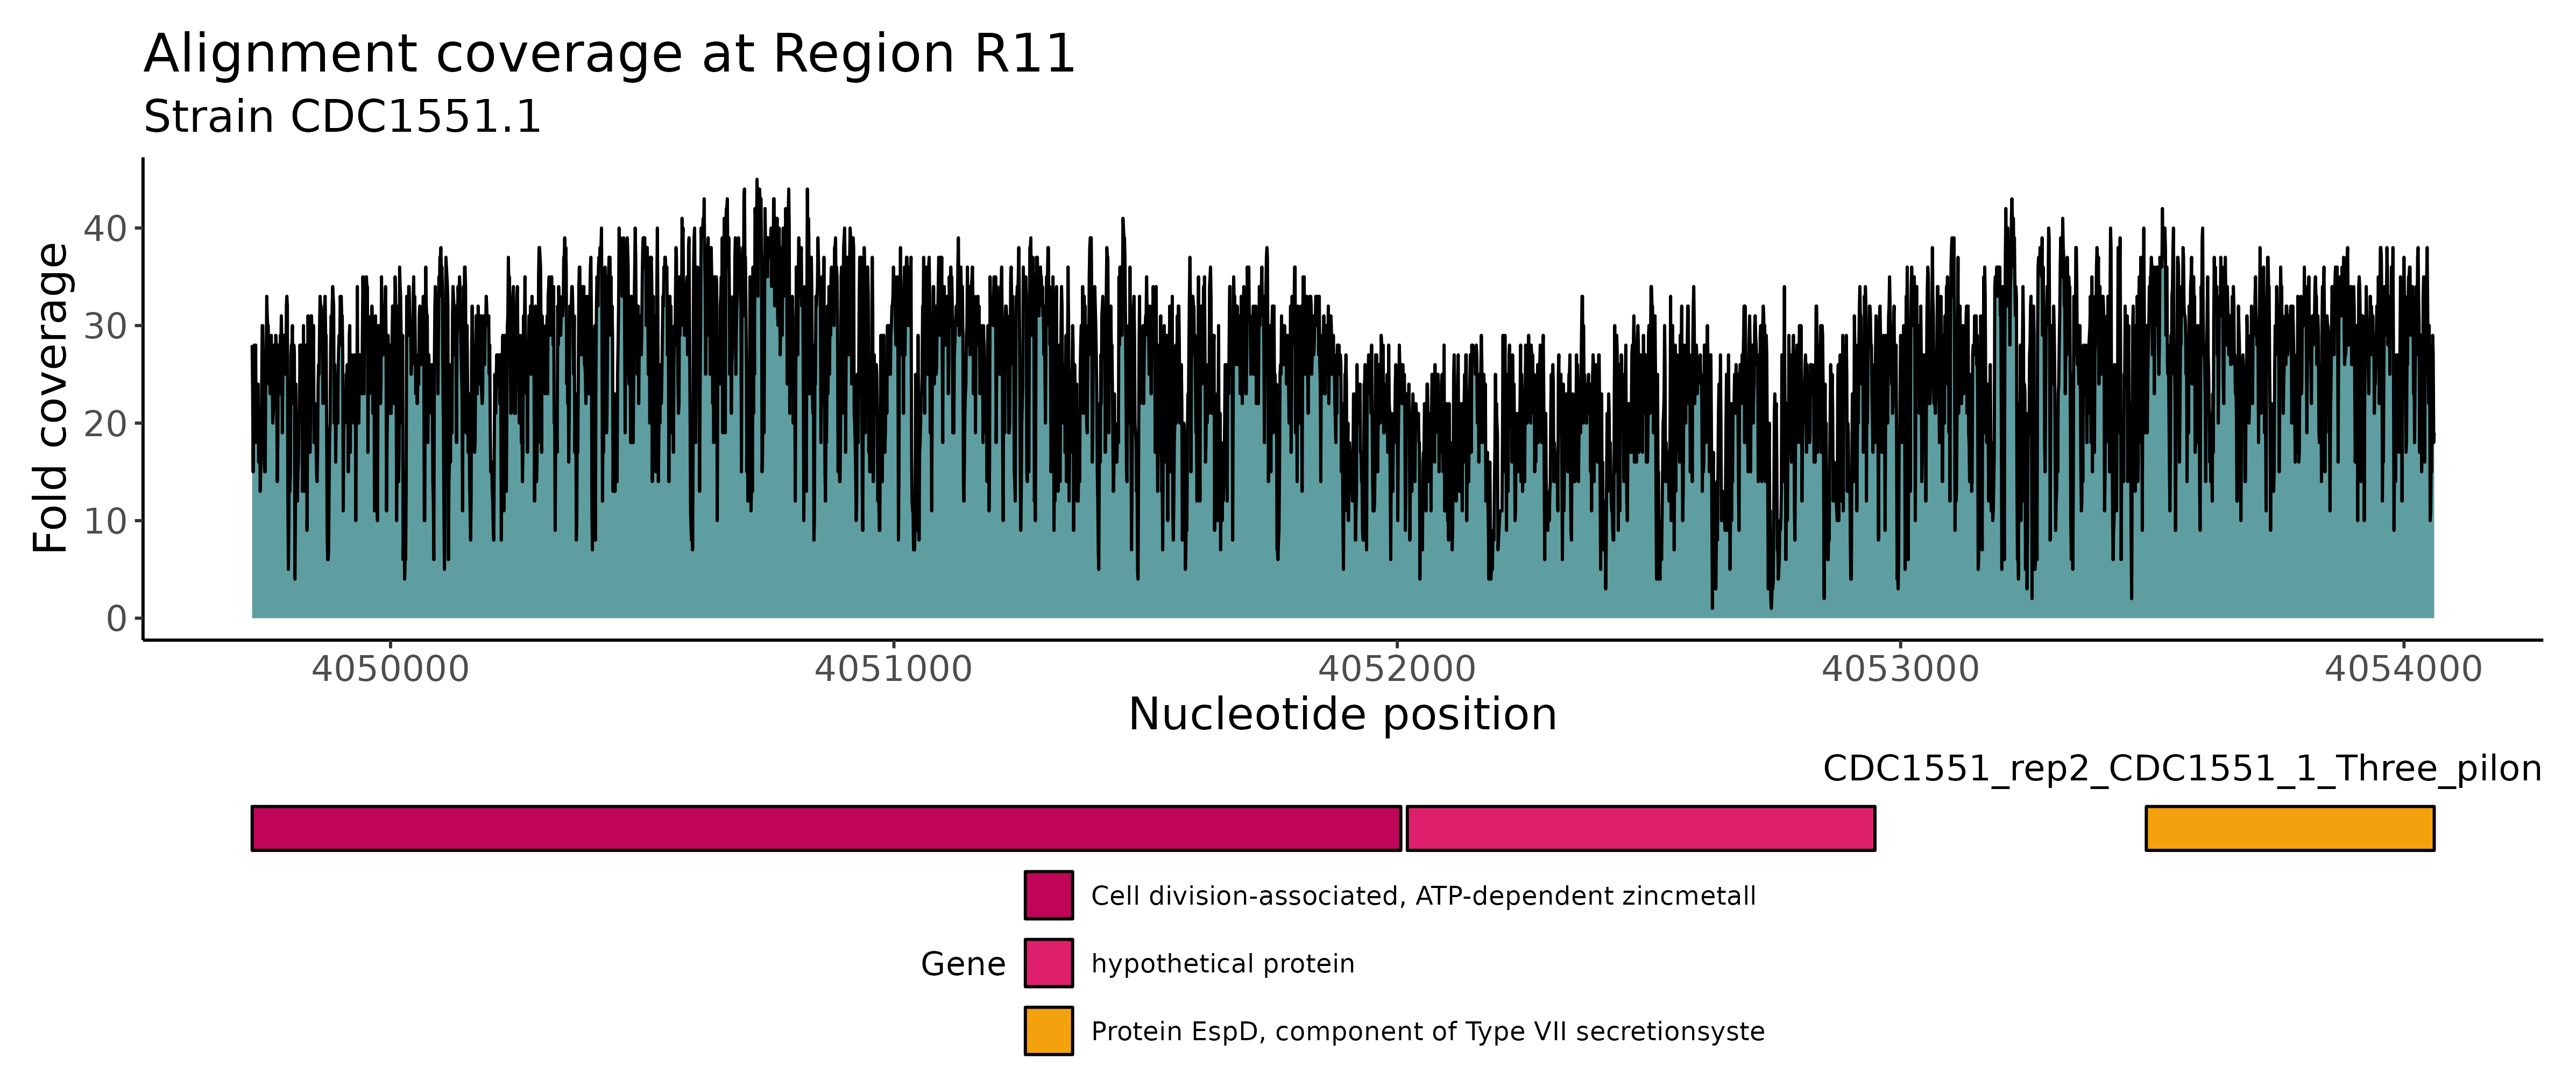 Alignment coverage at Region R11
Strain CDC1551.1
Fold coverage
40
30
20
10
0
4050000 4051000 4052000 4053000 4054000
Nucleotide position
CDC1551_rep2_CDC1551_1_Three_pilon
Gene
Cell division-associated, ATP-dependent zincmetall
hypothetical protein
Protein EspD, component of Type VII secretionsyste